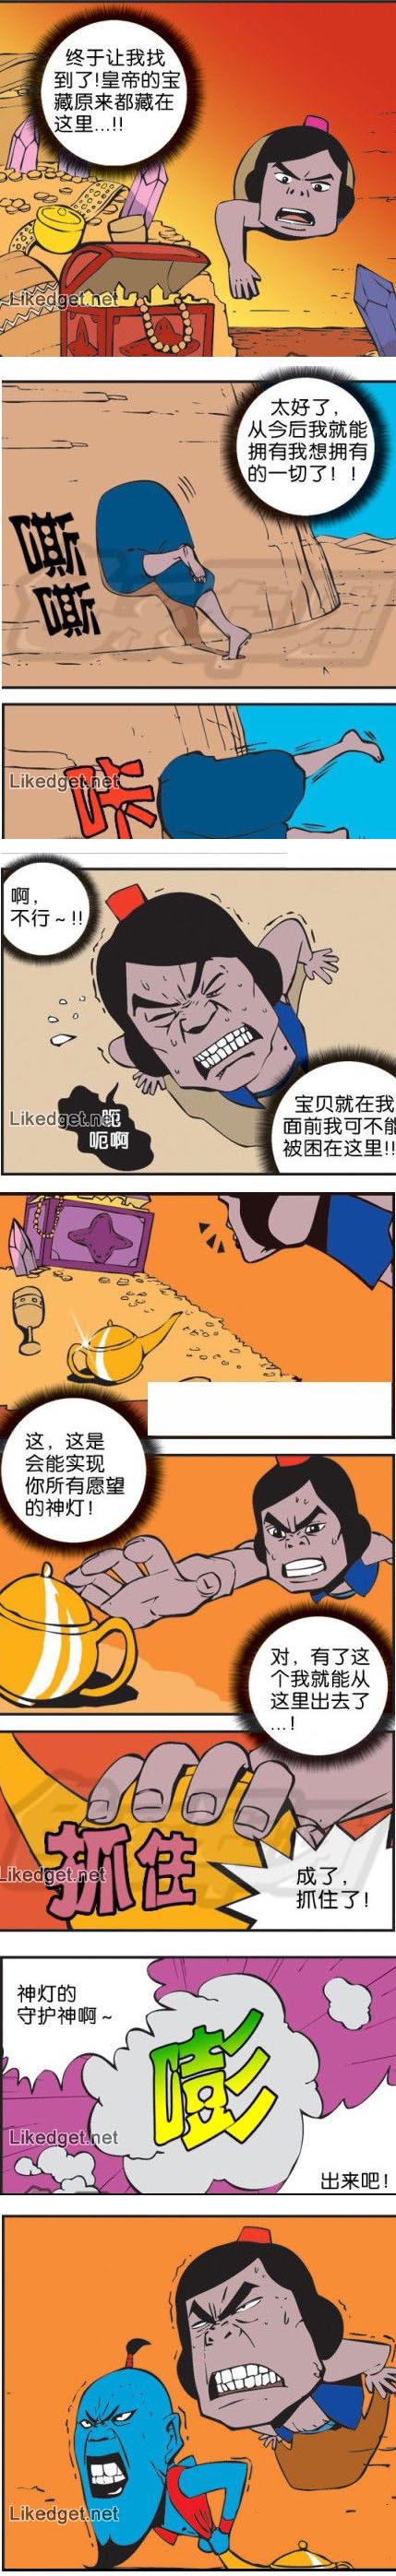 终于让我找
到了!皇帝的宝
藏原来都藏在
这里...!!
Likedget.net
太好了，
从今后我就能
拥有我想拥有
的一切了！！
Likedget.net
啊，
不行~!!
Likedget.net
呃
呃啊
宝贝就在我
面前我可不能
被困在这里!!
这，这是
会能实现
你所有愿望
的神灯！
对，有了这
个我就能从
这里出去了
...！
抓住
Likedget.net
成了，
抓住了！
神灯的
守护神啊~
嘭
Likedget.net
出来吧！
Likedget.net